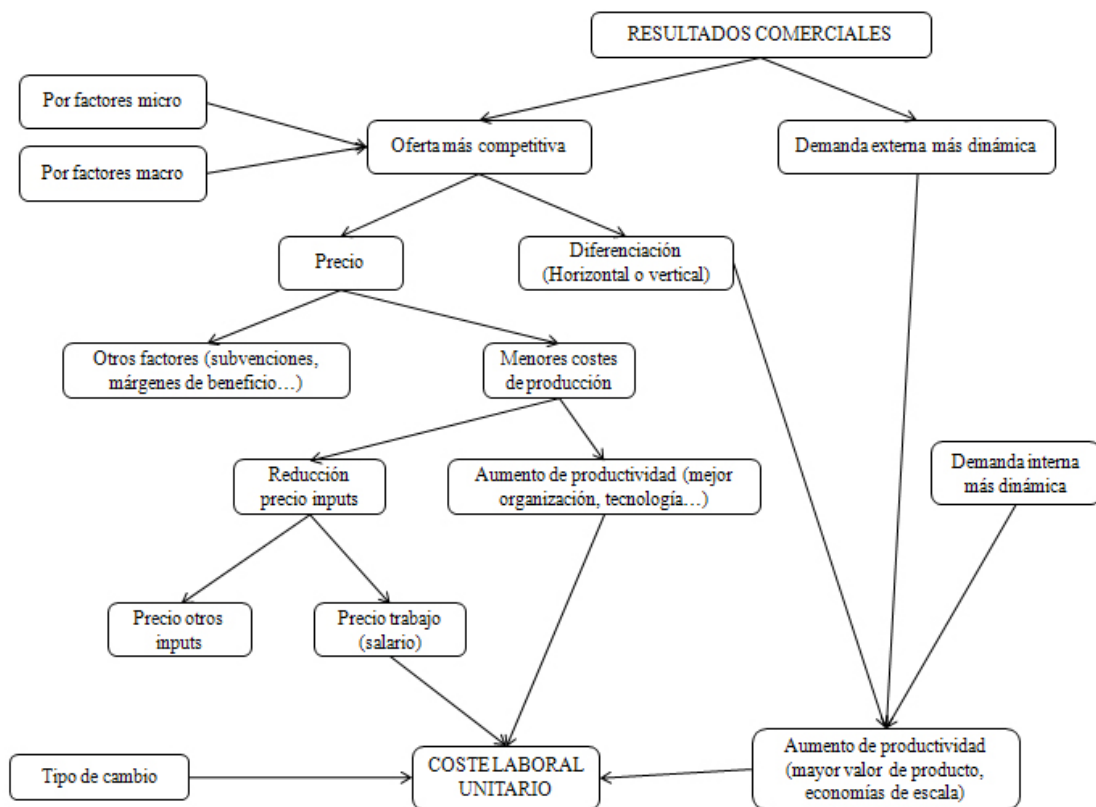 RESULTADOS COMERCIALES
Por factores micro
Por factores macro
Oferta más competitiva
Demanda externa más dinámica
Precio
Diferenciación
(Horizontal o vertical)
Otros factores (subvenciones,
márgenes de beneficio…)
Menores costes
de producción
Reducción
precio inputs
Aumento de productividad (mejor
organización, tecnología…)
Demanda interna
más dinámica
Precio otros
inputs
Precio trabajo
(salario)
Tipo de cambio
COSTE LABORAL
UNITARIO
Aumento de productividad
(mayor valor de producto,
economías de escala)